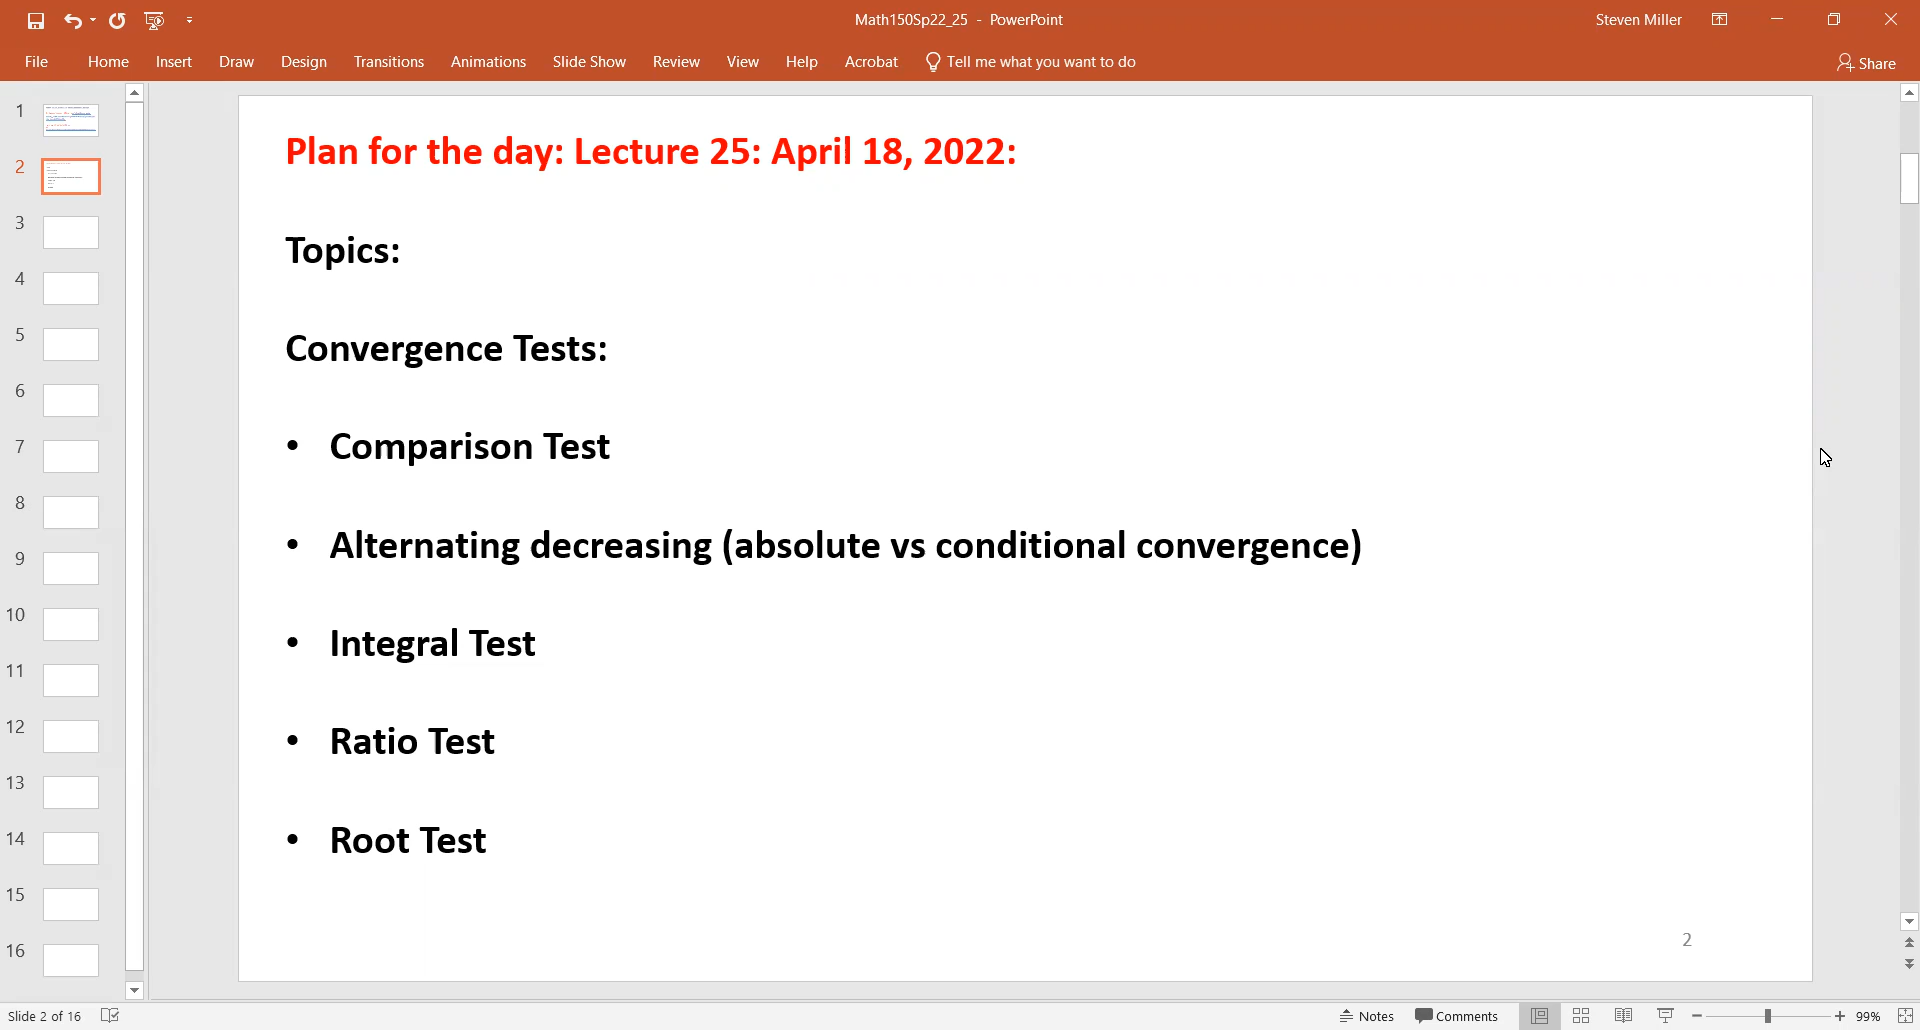 Math150Sp22_25 - PowerPoint
Steven Miller
File Home Insert Draw Design Transitions Animations Slide Show Review View Help Acrobat Tell me what you want to do Share
1
2
3
4
5
6
7
8
9
10
11
12
13
14
15
16
Plan for the day: Lecture 25: April 18, 2022:
Topics:
Convergence Tests:
• Comparison Test
• Alternating decreasing (absolute vs conditional convergence)
• Integral Test
• Ratio Test
• Root Test
2
Slide 2 of 16 Notes Comments 99%